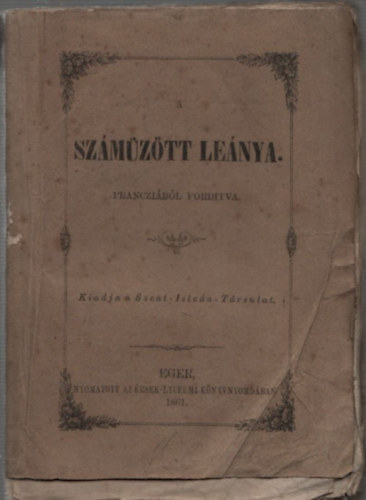 A
SZÁMŰZÖTT LEÁNYA.
FRANCZIÁBÓL FORDITVA.
Kiadja a Szent-István-Társulat.
EGER,
NYOMATOTT AZ ÉRSEK-LYCEUMI KÖNYVNYOMDÁBAN
1861.